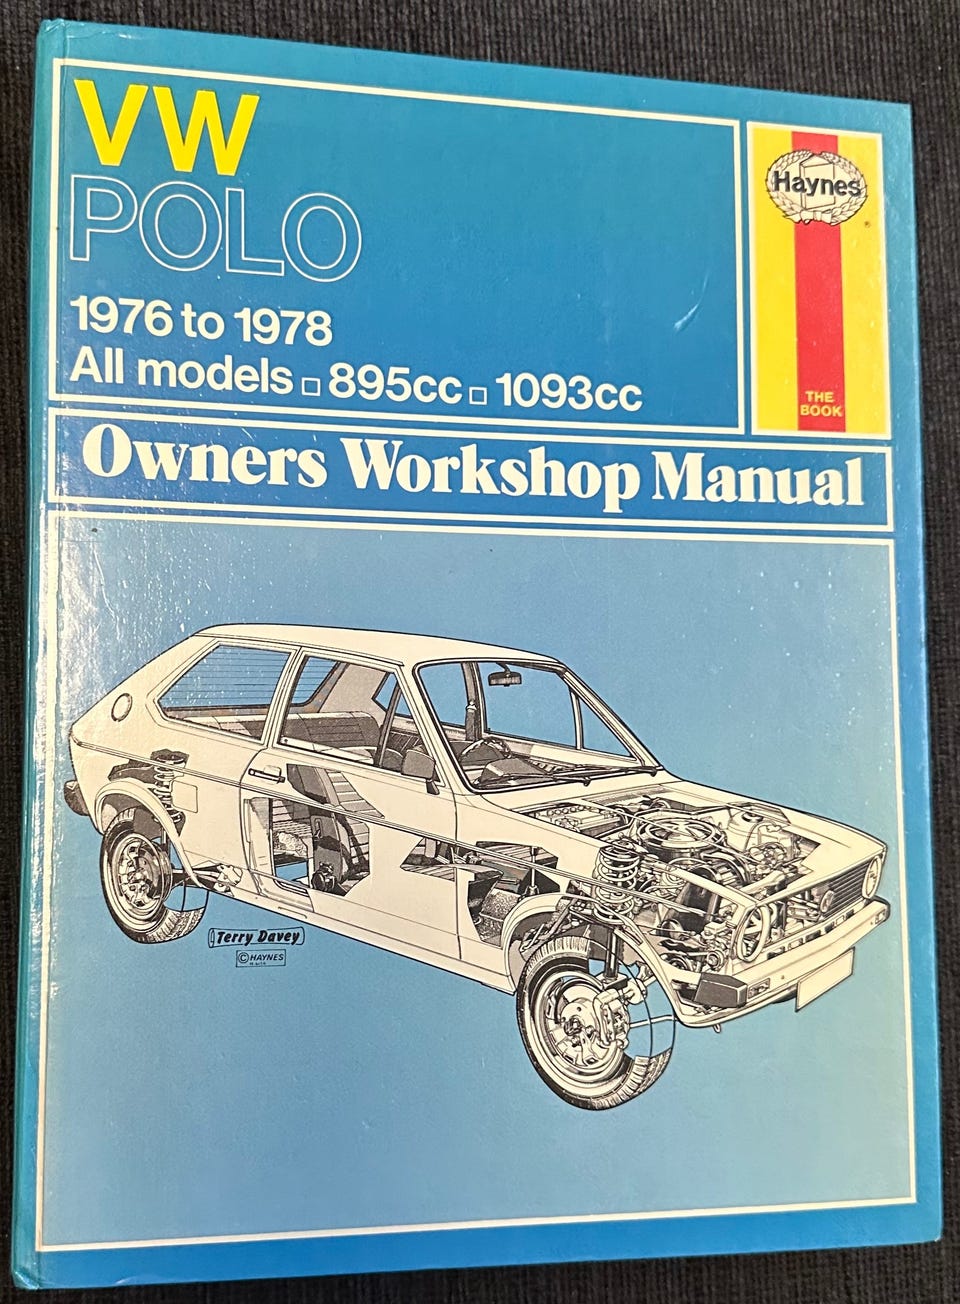 VW
POLO
1976 to 1978
All models □ 895cc □ 1093cc
Haynes
®
THE
BOOK
Owners Workshop Manual
Terry Davey
© HAYNES